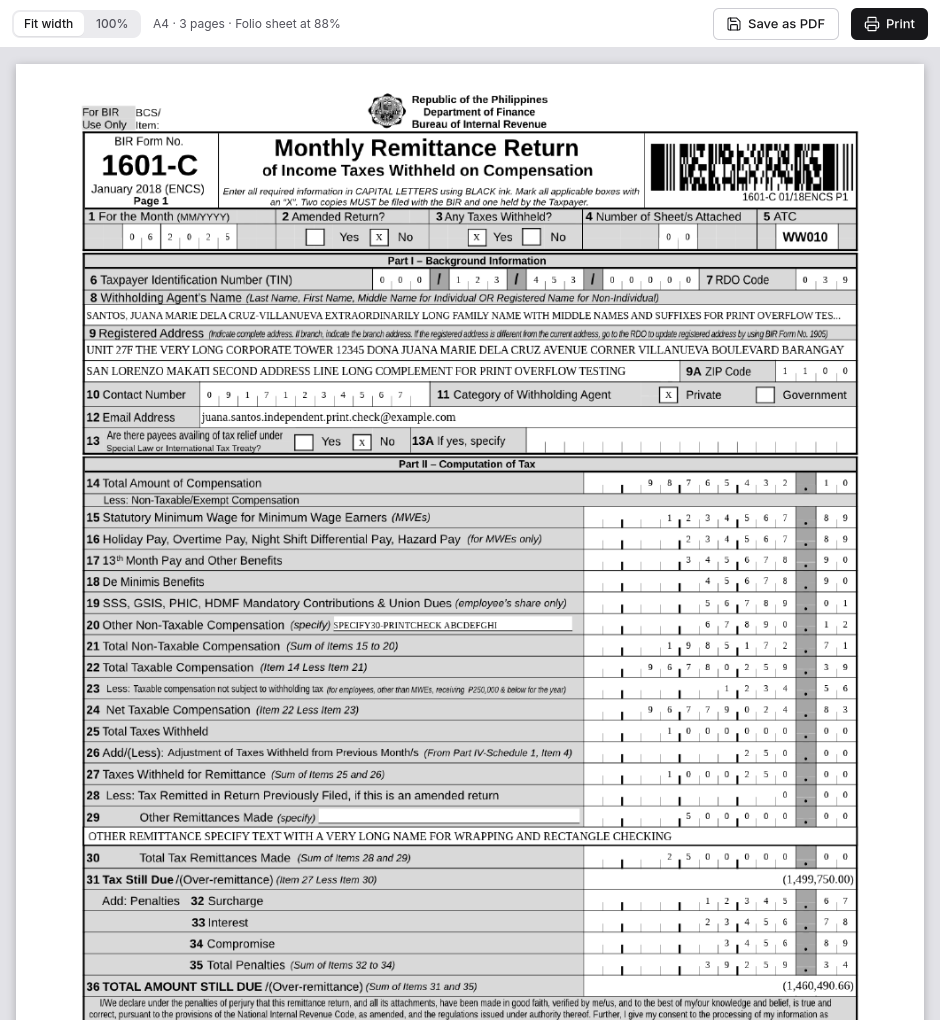 Fit width 100% A4 · 3 pages · Folio sheet at 88% Save as PDF Print
For BIR Use Only BCS/ Item:
Republic of the Philippines
Department of Finance
Bureau of Internal Revenue
BIR Form No.
1601-C
January 2018 (ENCS)
Page 1
Monthly Remittance Return
of Income Taxes Withheld on Compensation
Enter all required information in CAPITAL LETTERS using BLACK ink. Mark all applicable boxes with
an "X". Two copies MUST be filed with the BIR and one held by the Taxpayer.
1601-C 01/18ENCS P1
1 For the Month (MM/YYYY) 2 Amended Return? 3 Any Taxes Withheld? 4 Number of Sheet/s Attached 5 ATC
0 6 2 0 2 5 Yes X No X Yes No 0 0 WW010
Part I – Background Information
6 Taxpayer Identification Number (TIN) 0 0 0 / 1 2 3 / 4 5 3 / 0 0 0 0 0 7 RDO Code 0 3 9
8 Withholding Agent's Name (Last Name, First Name, Middle Name for Individual OR Registered Name for Non-Individual)
SANTOS, JUANA MARIE DELA CRUZ-VILLANUEVA EXTRAORDINARILY LONG FAMILY NAME WITH MIDDLE NAMES AND SUFFIXES FOR PRINT OVERFLOW TES...
9 Registered Address (Indicate complete address. If branch, indicate the branch address. If the registered address is different from the current address, go to the RDO to update registered address by using BIR Form No. 1905)
UNIT 27F THE VERY LONG CORPORATE TOWER 12345 DONA JUANA MARIE DELA CRUZ AVENUE CORNER VILLANUEVA BOULEVARD BARANGAY
SAN LORENZO MAKATI SECOND ADDRESS LINE LONG COMPLEMENT FOR PRINT OVERFLOW TESTING 9A ZIP Code 1 1 0 0
10 Contact Number 0 9 1 7 1 2 3 4 5 6 7 11 Category of Withholding Agent X Private Government
12 Email Address juana.santos.independent.print.check@example.com
13 Are there payees availing of tax relief under Special Law or International Tax Treaty? Yes X No 13A If yes, specify
Part II – Computation of Tax
14 Total Amount of Compensation 9 8 7 6 5 4 3 2 . 1 0
Less: Non-Taxable/Exempt Compensation
15 Statutory Minimum Wage for Minimum Wage Earners (MWEs) 1 2 3 4 5 6 7 . 8 9
16 Holiday Pay, Overtime Pay, Night Shift Differential Pay, Hazard Pay (for MWEs only) 2 3 4 5 6 7 . 8 9
17 13th Month Pay and Other Benefits 3 4 5 6 7 8 . 9 0
18 De Minimis Benefits 4 5 6 7 8 . 9 0
19 SSS, GSIS, PHIC, HDMF Mandatory Contributions & Union Dues (employee's share only) 5 6 7 8 9 . 0 1
20 Other Non-Taxable Compensation (specify) SPECIFY30-PRINTCHECK ABCDEFGHI 6 7 8 9 0 . 1 2
21 Total Non-Taxable Compensation (Sum of Items 15 to 20) 1 9 8 5 1 7 2 . 7 1
22 Total Taxable Compensation (Item 14 Less Item 21) 9 6 7 8 0 2 5 9 . 3 9
23 Less: Taxable compensation not subject to withholding tax (for employees, other than MWEs, receiving P250,000 & below for the year) 1 2 3 4 . 5 6
24 Net Taxable Compensation (Item 22 Less Item 23) 9 6 7 7 9 0 2 4 . 8 3
25 Total Taxes Withheld 1 0 0 0 0 0 0 . 0 0
26 Add/(Less): Adjustment of Taxes Withheld from Previous Month/s (From Part IV-Schedule 1, Item 4) 2 5 0 . 0 0
27 Taxes Withheld for Remittance (Sum of Items 25 and 26) 1 0 0 0 2 5 0 . 0 0
28 Less: Tax Remitted in Return Previously Filed, if this is an amended return 0 . 0 0
29 Other Remittances Made (specify) 5 0 0 0 0 0 . 0 0
OTHER REMITTANCE SPECIFY TEXT WITH A VERY LONG NAME FOR WRAPPING AND RECTANGLE CHECKING
30 Total Tax Remittances Made (Sum of Items 28 and 29) 2 5 0 0 0 0 0 . 0 0
31 Tax Still Due/(Over-remittance) (Item 27 Less Item 30) (1,499,750.00)
Add: Penalties 32 Surcharge 1 2 3 4 5 . 6 7
33 Interest 2 3 4 5 6 . 7 8
34 Compromise 3 4 5 6 . 8 9
35 Total Penalties (Sum of Items 32 to 34) 3 9 2 5 9 . 3 4
36 TOTAL AMOUNT STILL DUE /(Over-remittance) (Sum of Items 31 and 35) (1,460,490.66)
I/We declare under the penalties of perjury that this remittance return, and all its attachments, have been made in good faith, verified by me/us, and to the best of my/our knowledge and belief, is true and
correct, pursuant to the provisions of the National Internal Revenue Code, as amended, and the regulations issued under authority thereof. Further, I give my consent to the processing of my information as